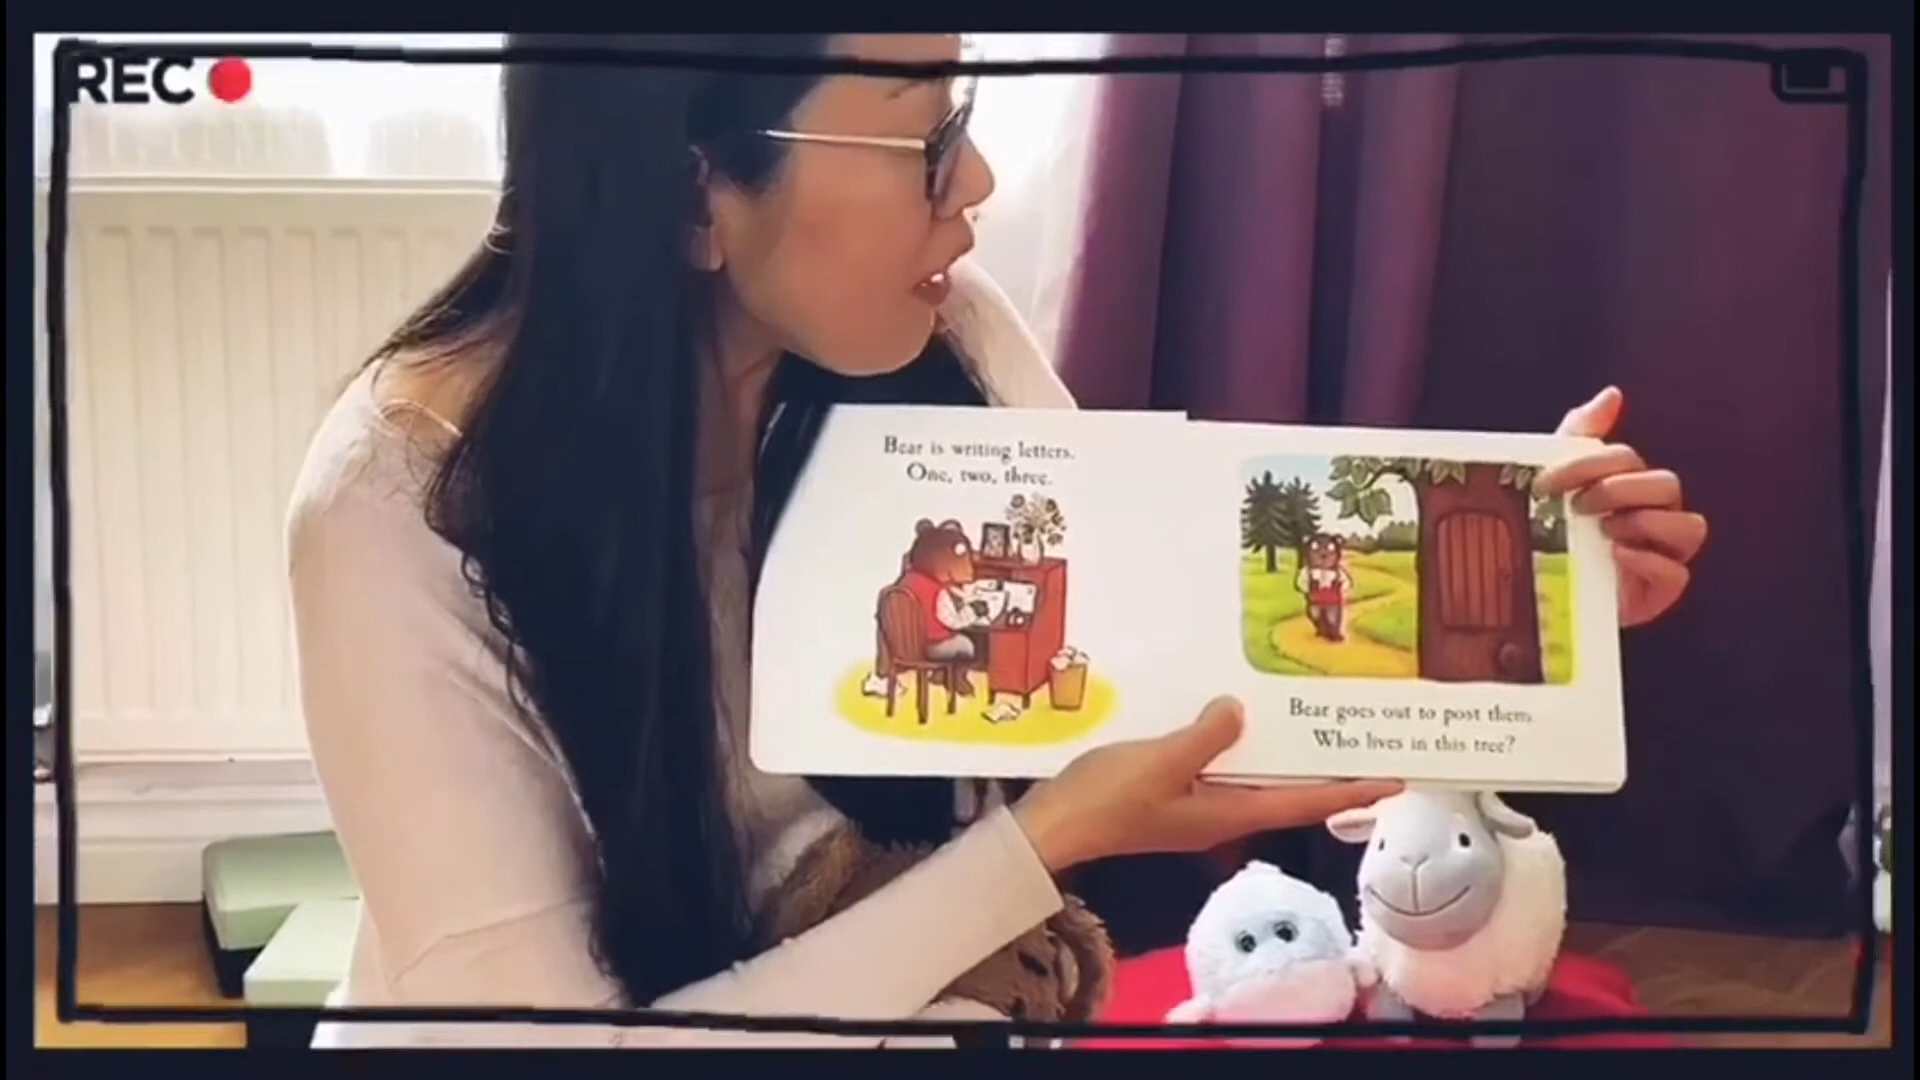 REC
Bear is writing letters.
One, two, three.
Bear goes out to post them.
Who lives in this tree?